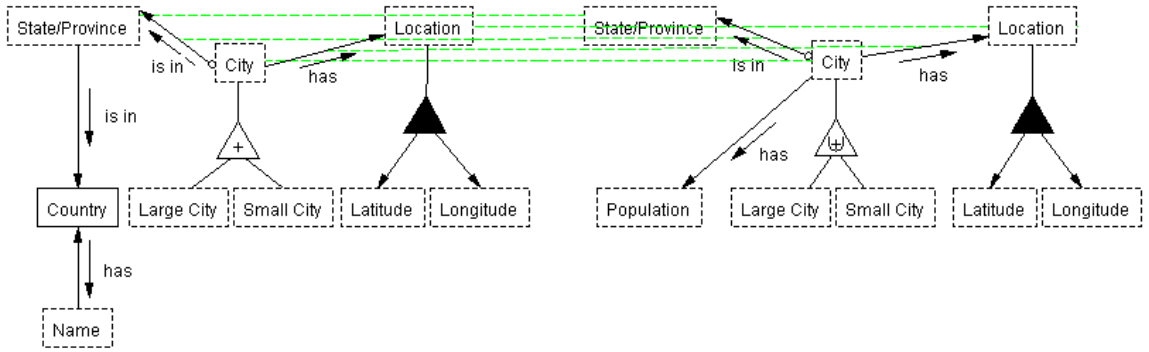 State/Province
Location
State/Province
Location
is in
City
has
is in
City
has
is in
+
has
Country
Large City
Small City
Latitude
Longitude
Population
Large City
Small City
Latitude
Longitude
has
Name